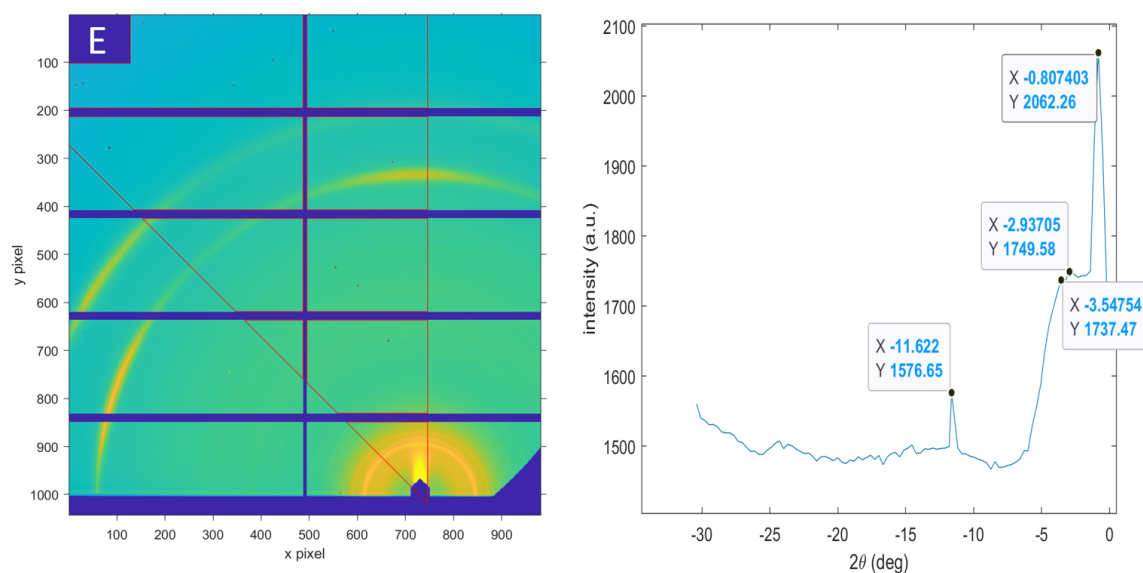 E
100
200
300
400
500
600
700
800
900
1000
y pixel
100 200 300 400 500 600 700 800 900
x pixel
2100
2000
1900
1800
1700
1600
1500
1400
intensity (a.u.)
X -0.807403
Y 2062.26
X -2.93705
Y 1749.58
X -3.54754
Y 1737.47
X -11.622
Y 1576.65
-30 -25 -20 -15 -10 -5 0
2θ (deg)